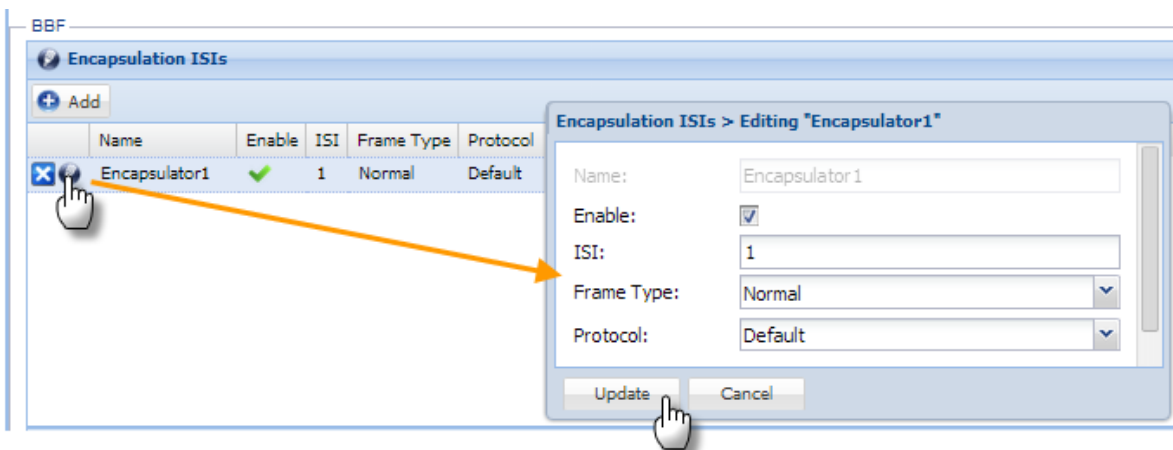 BBF
Encapsulation ISIs
Add
Name Enable ISI Frame Type Protocol
Encapsulator1 1 Normal Default
Encapsulation ISIs > Editing "Encapsulator1"
Name: Encapsulator1
Enable:
ISI: 1
Frame Type: Normal
Protocol: Default
Update Cancel